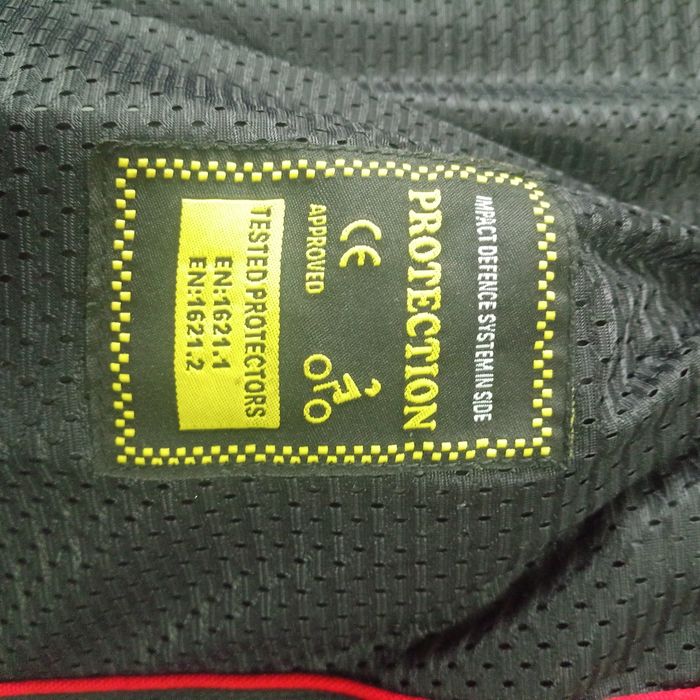 IMPACT DEFENCE SYSTEM IN SIDE
PROTECTION
CE
APPROVED
TESTED PROTECTORS
EN:1621.1
EN:1621.2